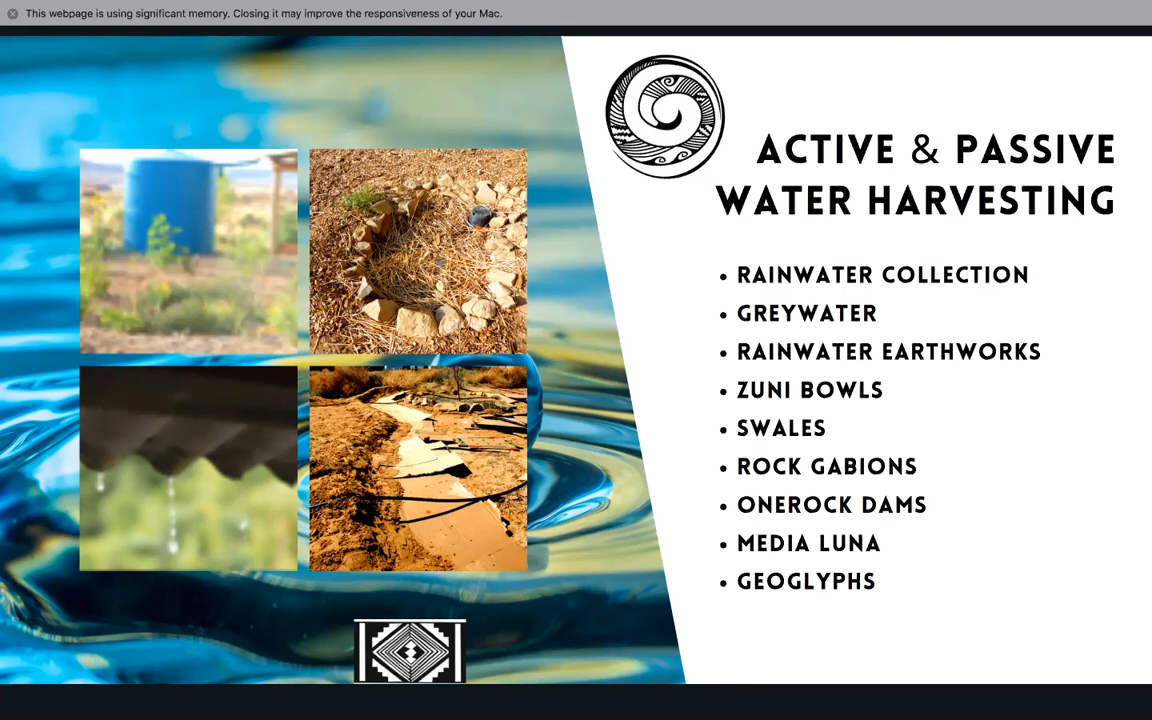 This webpage is using significant memory. Closing it may improve the responsiveness of your Mac.
ACTIVE & PASSIVE
WATER HARVESTING
• RAINWATER COLLECTION
• GREYWATER
• RAINWATER EARTHWORKS
• ZUNI BOWLS
• SWALES
• ROCK GABIONS
• ONEROCK DAMS
• MEDIA LUNA
• GEOGLYPHS